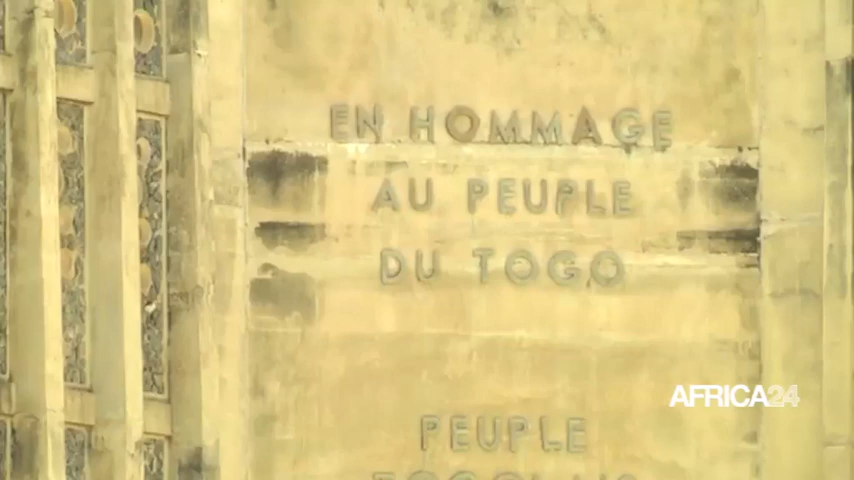 EN HOMMAGE
AU PEUPLE
DU TOGO
AFRICA24
PEUPLE